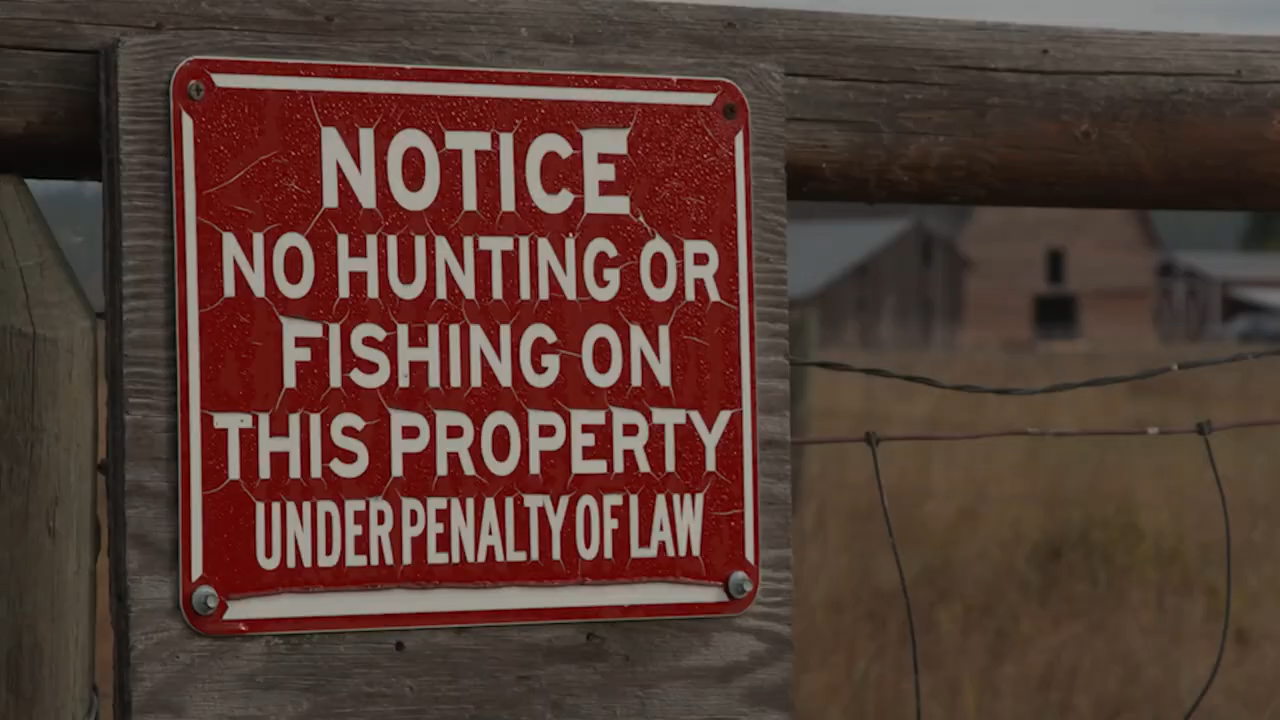 NOTICE
NO HUNTING OR
FISHING ON
THIS PROPERTY
UNDER PENALTY OF LAW